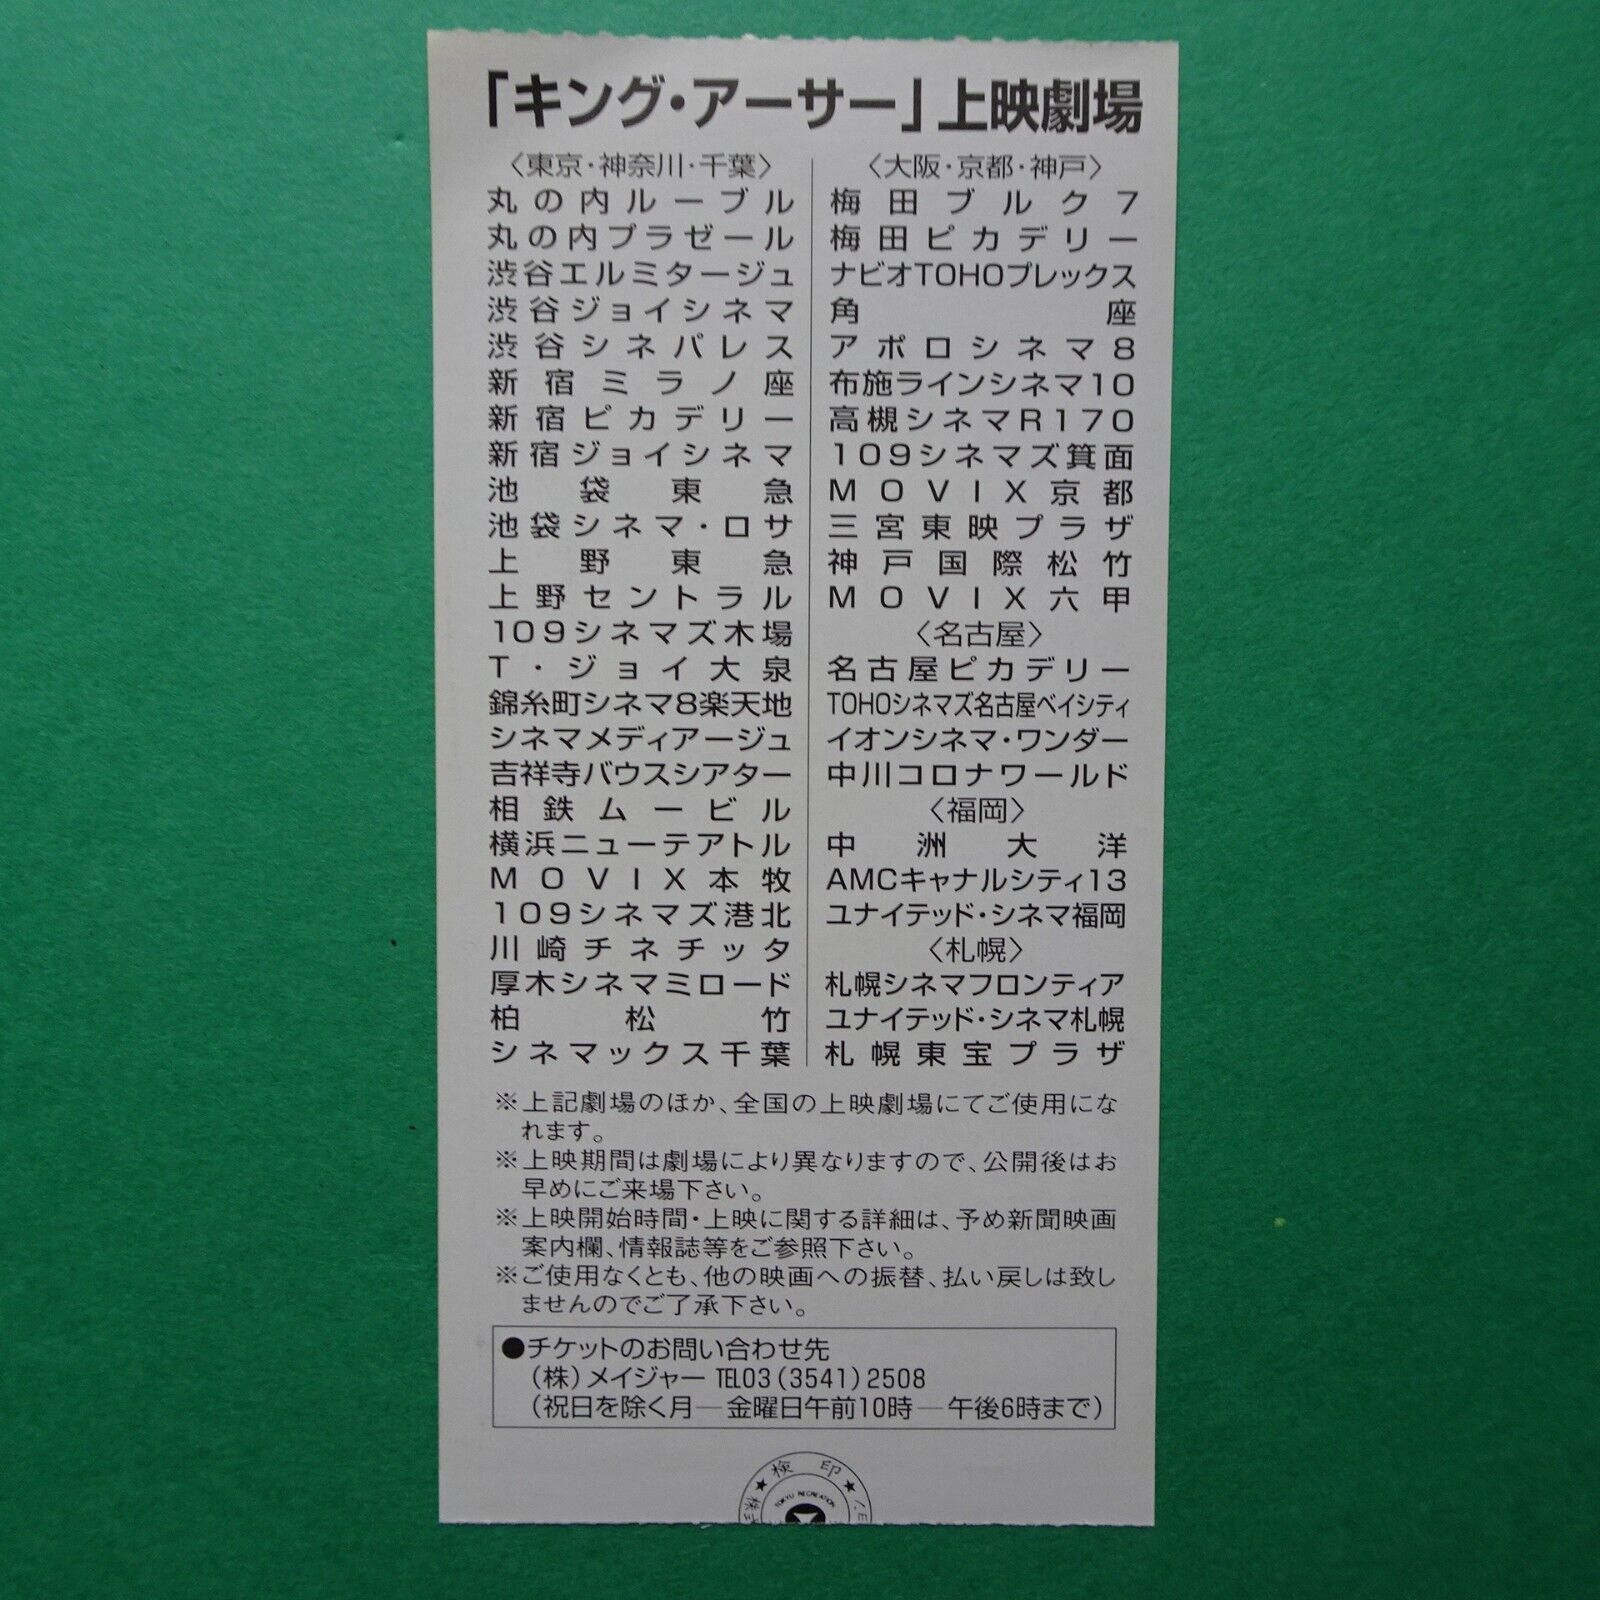 「キング・アーサー」上映劇場
〈東京・神奈川・千葉〉
丸の内ルーブル
丸の内プラゼール
渋谷エルミタージュ
渋谷ジョイシネマ
渋谷シネパレス
新宿ミラノ座
新宿ピカデリー
新宿ジョイシネマ
池袋東急
池袋シネマ・ロサ
上野東急
上野セントラル
109シネマズ木場
T・ジョイ大泉
錦糸町シネマ8楽天地
シネマメディアージュ
吉祥寺バウスシアター
相鉄ムービル
横浜ニューテアトル
MOVIX本牧
109シネマズ港北
川崎チネチッタ
厚木シネマミロード
柏松竹
シネマックス千葉
〈大阪・京都・神戸〉
梅田ブルク7
梅田ピカデリー
ナビオTOHOプレックス
角座
アポロシネマ8
布施ラインシネマ10
高槻シネマR170
109シネマズ箕面
MOVIX京都
三宮東映プラザ
神戸国際松竹
MOVIX六甲
〈名古屋〉
名古屋ピカデリー
TOHOシネマズ名古屋ベイシティ
イオンシネマ・ワンダー
中川コロナワールド
〈福岡〉
中洲大洋
AMCキャナルシティ13
ユナイテッド・シネマ福岡
〈札幌〉
札幌シネマフロンティア
ユナイテッド・シネマ札幌
札幌東宝プラザ
※上記劇場のほか、全国の上映劇場にてご使用にな
れます。
※上映期間は劇場により異なりますので、公開後はお
早めにご来場下さい。
※上映開始時間・上映に関する詳細は、予め新聞映画
案内欄、情報誌等をご参照下さい。
※ご使用なくとも、他の映画への振替、払い戻しは致し
ませんのでご了承下さい。
●チケットのお問い合わせ先
(株)メイジャー TEL03(3541)2508
(祝日を除く月―金曜日午前10時―午後6時まで)
★検印★
TOKYU RECREATION